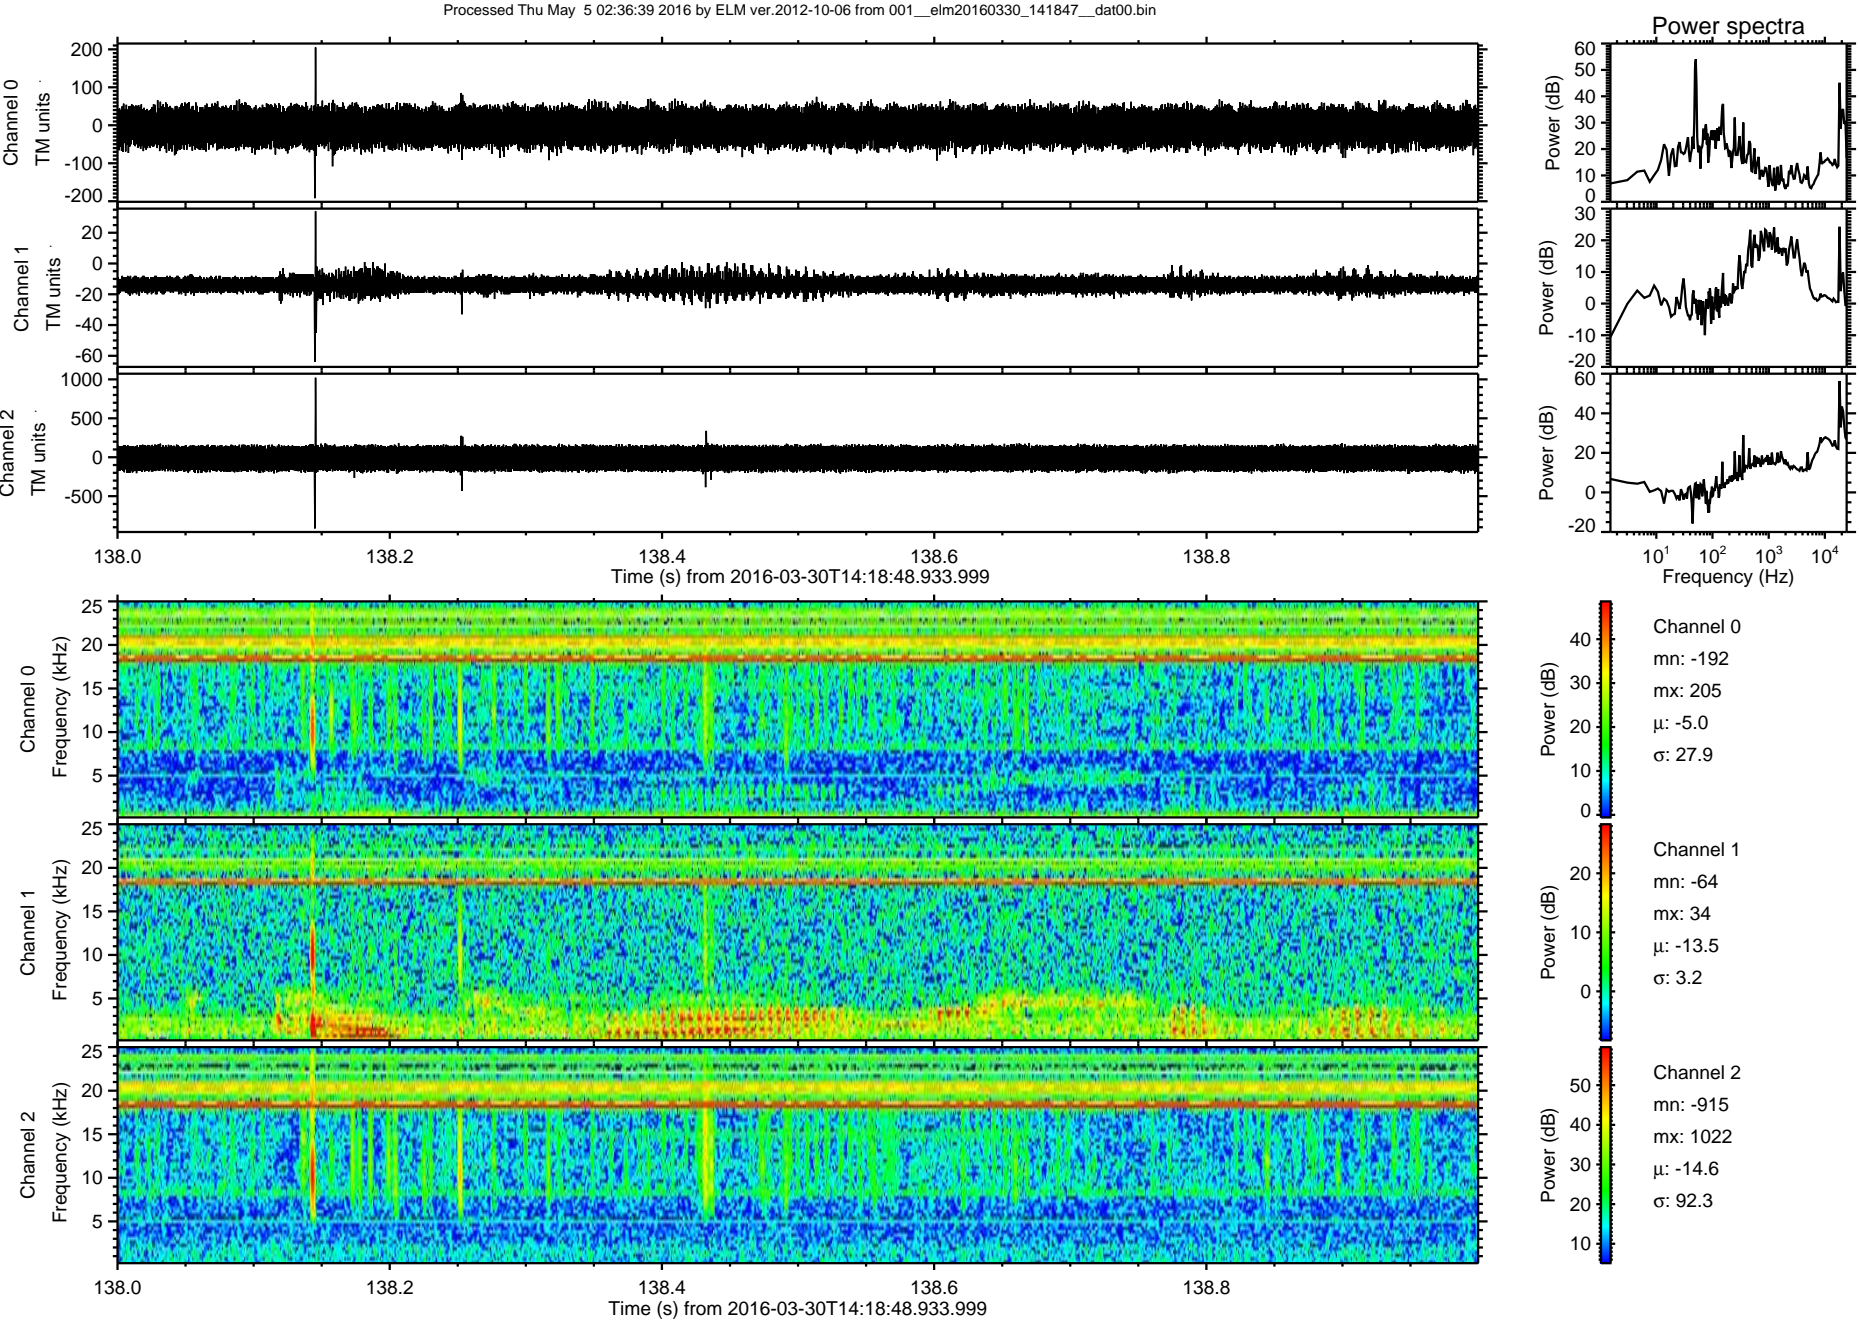 Processed Thu May  5 02:36:39 2016 by ELM ver.2012-10-06 from 001__elm20160330_141847__dat00.bin
Power spectra
Channel 0
TM units
200
100
0
-100
-200
Power (dB)
60
50
40
30
20
10
0
Channel 1
TM units
20
0
-20
-40
-60
Power (dB)
30
20
10
0
-10
-20
Channel 2
TM units
1000
500
0
-500
Power (dB)
60
40
20
0
-20
138.0 138.2 138.4 138.6 138.8
Time (s) from 2016-03-30T14:18:48.933.999
10¹ 10² 10³ 10⁴
Frequency (Hz)
Channel 0
Frequency (kHz)
25
20
15
10
5
Power (dB)
40
30
20
10
0
Channel 0
mn: -192
mx: 205
μ: -5.0
σ: 27.9
Channel 1
Frequency (kHz)
25
20
15
10
5
Power (dB)
20
10
0
Channel 1
mn: -64
mx: 34
μ: -13.5
σ: 3.2
Channel 2
Frequency (kHz)
25
20
15
10
5
Power (dB)
50
40
30
20
10
Channel 2
mn: -915
mx: 1022
μ: -14.6
σ: 92.3
138.0 138.2 138.4 138.6 138.8
Time (s) from 2016-03-30T14:18:48.933.999